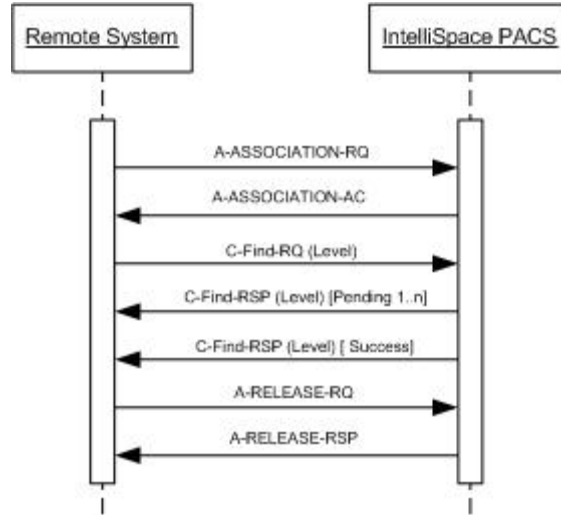 Remote System
IntelliSpace PACS
A-ASSOCIATION-RQ
A-ASSOCIATION-AC
C-Find-RQ (Level)
C-Find-RSP (Level) [Pending 1..n]
C-Find-RSP (Level) [ Success]
A-RELEASE-RQ
A-RELEASE-RSP